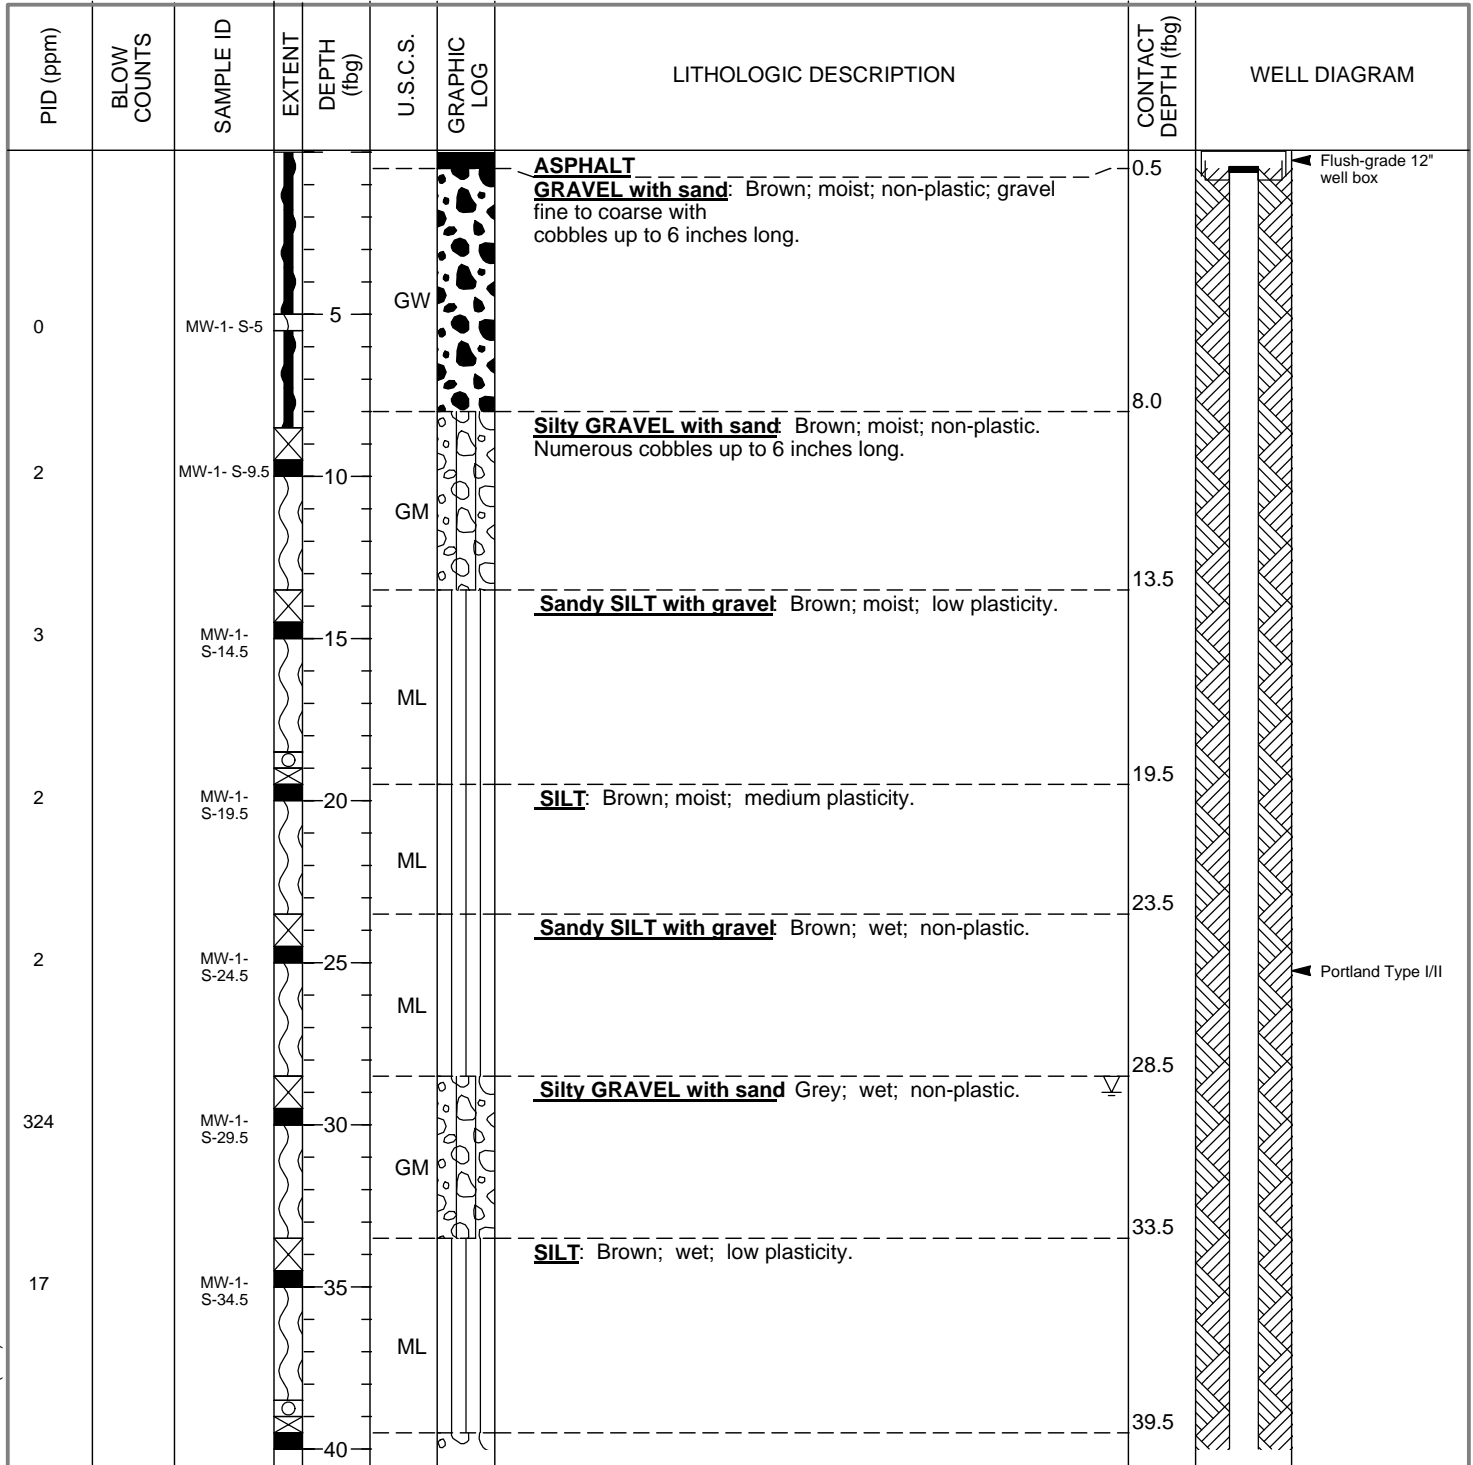 PID (ppm)
BLOW
COUNTS
SAMPLE ID
EXTENT
DEPTH
(fbg)
U.S.C.S.
GRAPHIC
LOG
LITHOLOGIC DESCRIPTION
CONTACT
DEPTH (fbg)
WELL DIAGRAM
ASPHALT
0.5
Flush-grade 12"
well box
GRAVEL with sand: Brown; moist; non-plastic; gravel
fine to coarse with
cobbles up to 6 inches long.
GW
0
MW-1- S-5
5
8.0
Silty GRAVEL with sand: Brown; moist; non-plastic.
Numerous cobbles up to 6 inches long.
2
MW-1- S-9.5
10
GM
13.5
Sandy SILT with gravel: Brown; moist; low plasticity.
3
MW-1-
S-14.5
15
ML
19.5
SILT: Brown; moist; medium plasticity.
2
MW-1-
S-19.5
20
ML
23.5
Sandy SILT with gravel: Brown; wet; non-plastic.
2
MW-1-
S-24.5
25
Portland Type I/II
ML
28.5
Silty GRAVEL with sand Grey; wet; non-plastic.
324
MW-1-
S-29.5
30
GM
33.5
SILT: Brown; wet; low plasticity.
17
MW-1-
S-34.5
35
ML
39.5
40